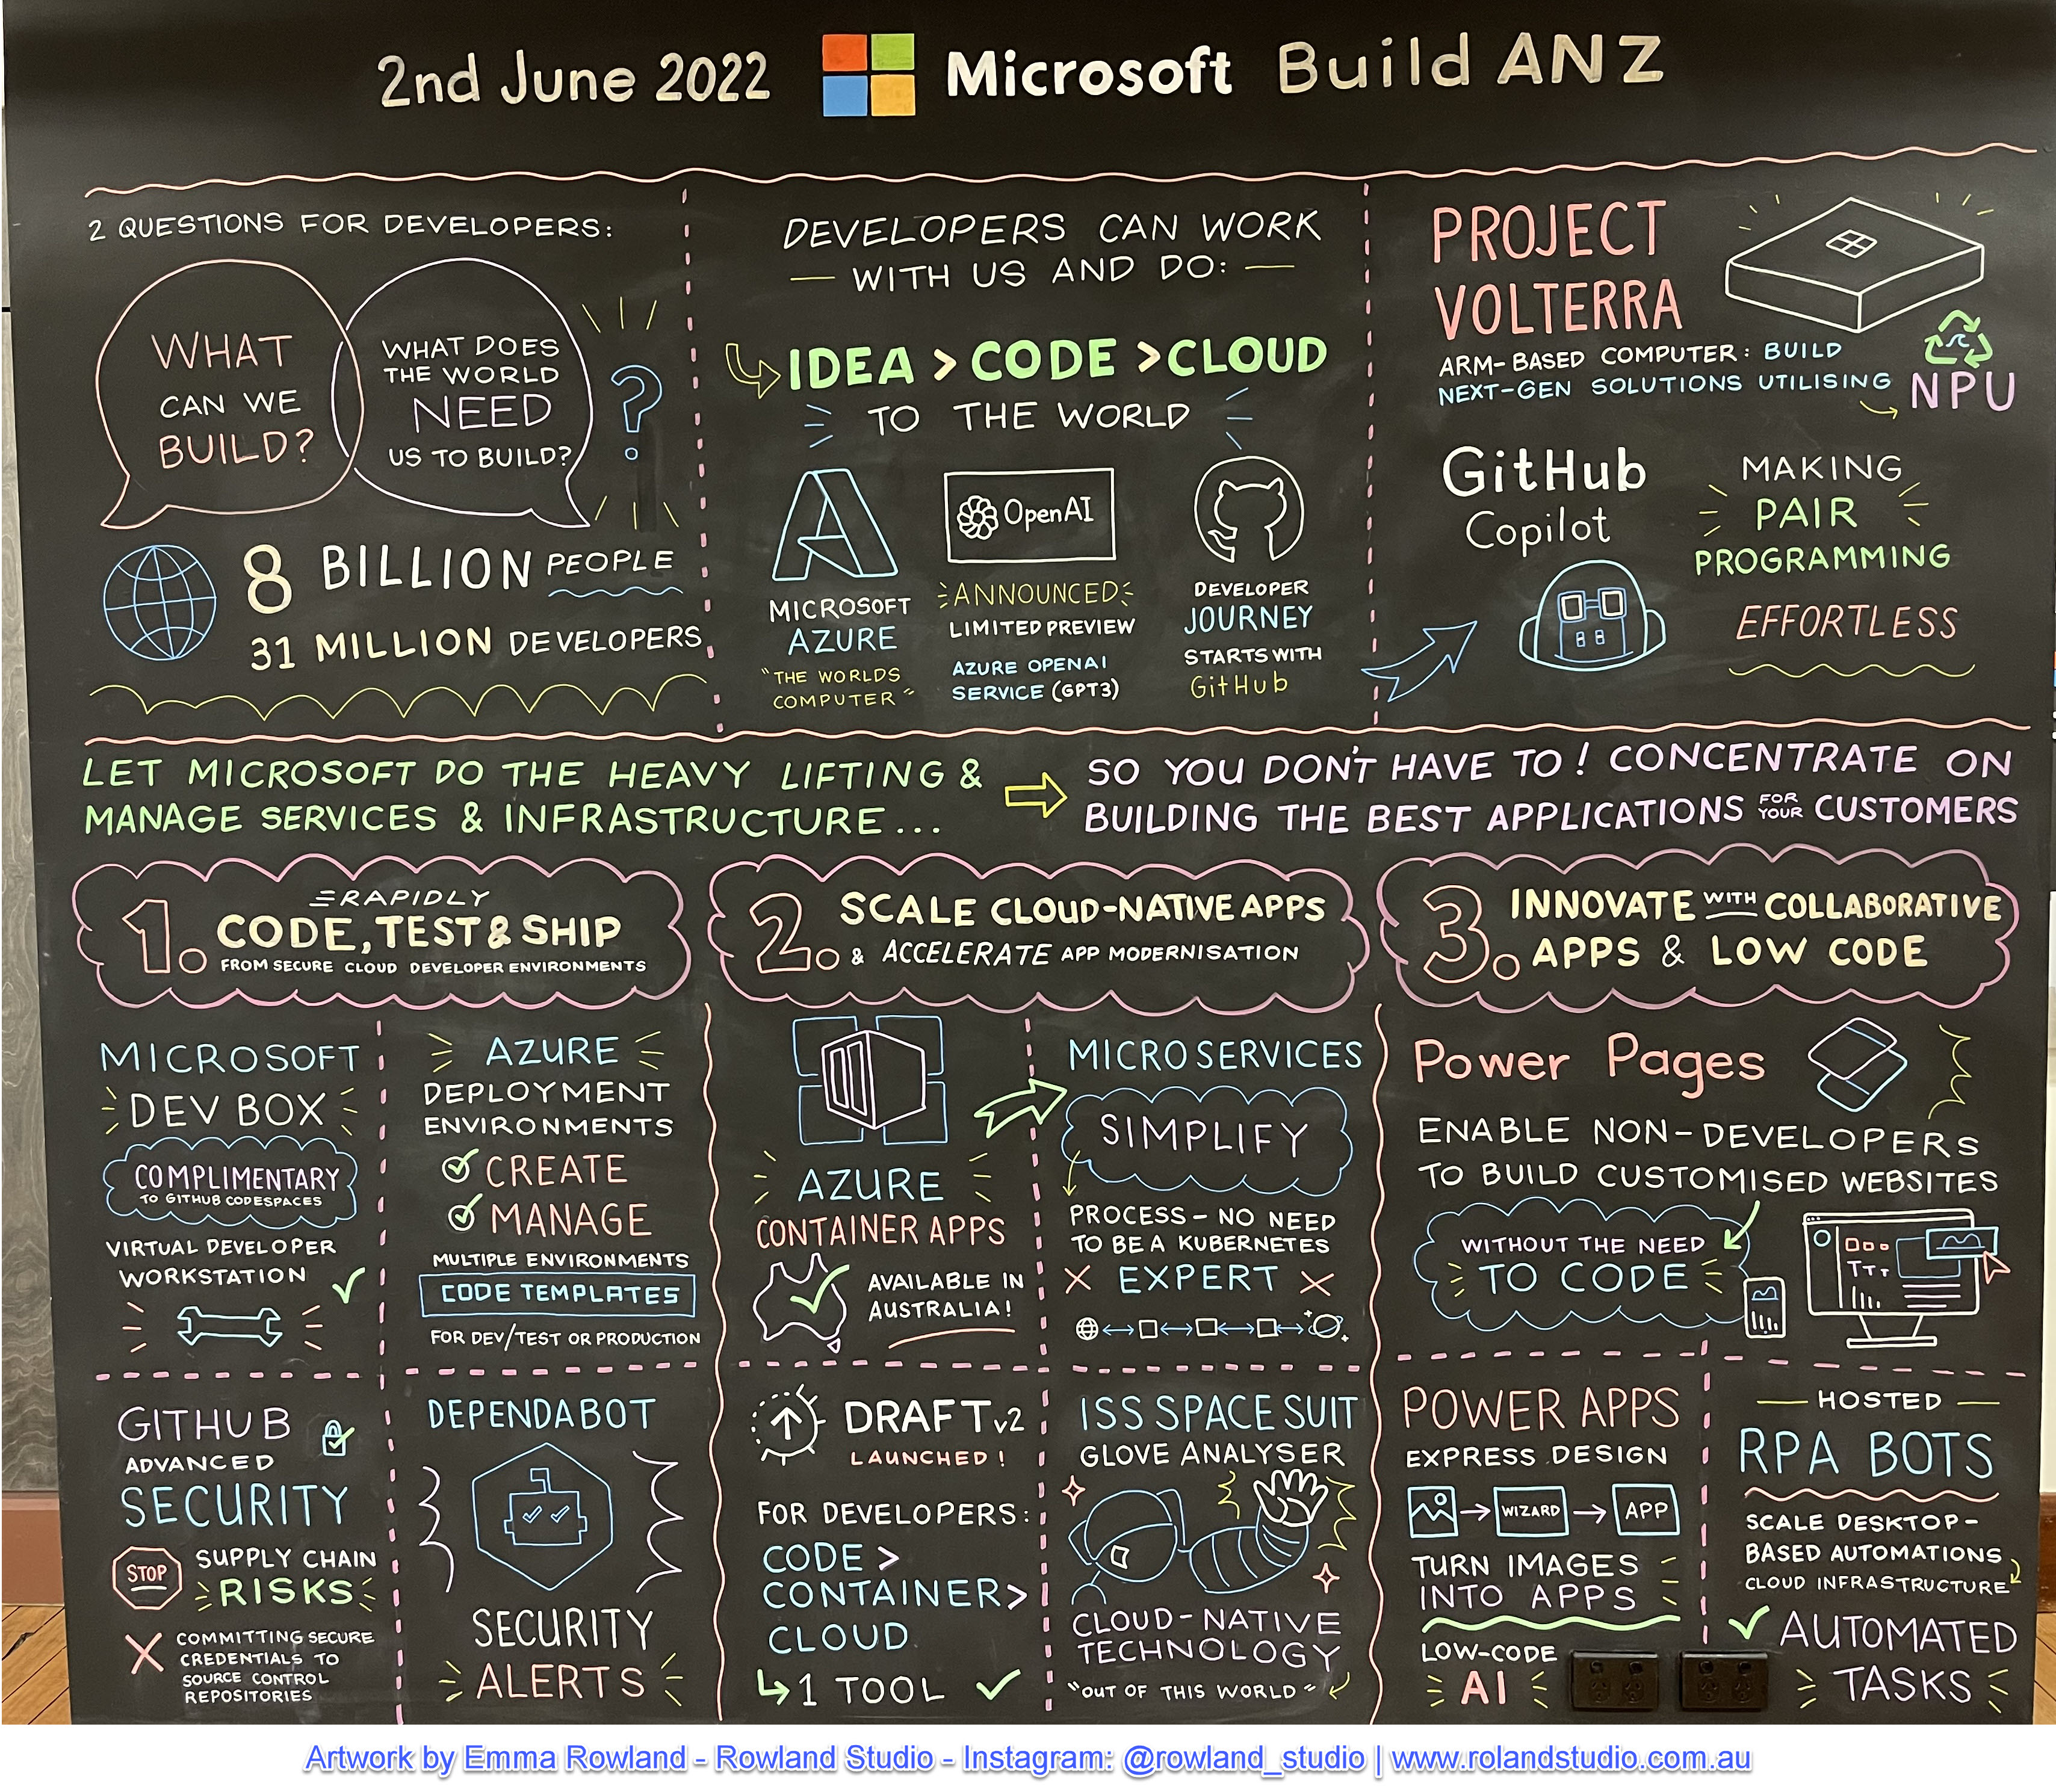 2nd June 2022 Microsoft Build ANZ
2 QUESTIONS FOR DEVELOPERS:
WHAT
CAN WE
BUILD?
WHAT DOES
THE WORLD
NEED
US TO BUILD?
?
8 BILLION PEOPLE
31 MILLION DEVELOPERS
DEVELOPERS CAN WORK
WITH US AND DO:
IDEA > CODE > CLOUD
TO THE WORLD
MICROSOFT
AZURE
"THE WORLDS
COMPUTER"
OpenAI
ANNOUNCED
LIMITED PREVIEW
AZURE OPENAI
SERVICE (GPT3)
DEVELOPER
JOURNEY
STARTS WITH
GitHub
PROJECT
VOLTERRA
ARM-BASED COMPUTER: BUILD
NEXT-GEN SOLUTIONS UTILISING
NPU
GitHub
Copilot
MAKING
PAIR
PROGRAMMING
EFFORTLESS
LET MICROSOFT DO THE HEAVY LIFTING &
MANAGE SERVICES & INFRASTRUCTURE...
SO YOU DON'T HAVE TO! CONCENTRATE ON
BUILDING THE BEST APPLICATIONS FOR YOUR CUSTOMERS
1. RAPIDLY
CODE, TEST & SHIP
FROM SECURE CLOUD DEVELOPER ENVIRONMENTS
2. SCALE CLOUD-NATIVE APPS
& ACCELERATE APP MODERNISATION
3. INNOVATE WITH COLLABORATIVE
APPS & LOW CODE
MICROSOFT
DEV BOX
COMPLIMENTARY
TO GITHUB CODESPACES
VIRTUAL DEVELOPER
WORKSTATION
AZURE
DEPLOYMENT
ENVIRONMENTS
CREATE
MANAGE
MULTIPLE ENVIRONMENTS
CODE TEMPLATES
FOR DEV/TEST OR PRODUCTION
GITHUB
ADVANCED
SECURITY
STOP
SUPPLY CHAIN
RISKS
X COMMITTING SECURE
CREDENTIALS TO
SOURCE CONTROL
REPOSITORIES
DEPENDABOT
SECURITY
ALERTS
AZURE
CONTAINER APPS
AVAILABLE IN
AUSTRALIA!
MICROSERVICES
SIMPLIFY
PROCESS - NO NEED
TO BE A KUBERNETES
X EXPERT X
DRAFT v2
LAUNCHED!
FOR DEVELOPERS:
CODE >
CONTAINER >
CLOUD
1 TOOL
ISS SPACE SUIT
GLOVE ANALYSER
CLOUD-NATIVE
TECHNOLOGY
"OUT OF THIS WORLD"
Power Pages
ENABLE NON-DEVELOPERS
TO BUILD CUSTOMISED WEBSITES
WITHOUT THE NEED
TO CODE
TTT
POWER APPS
EXPRESS DESIGN
WIZARD
APP
TURN IMAGES
INTO APPS
LOW-CODE
AI
HOSTED
RPA BOTS
SCALE DESKTOP-
BASED AUTOMATIONS
CLOUD INFRASTRUCTURE
AUTOMATED
TASKS
Artwork by Emma Rowland - Rowland Studio - Instagram: @rowland_studio | www.rolandstudio.com.au